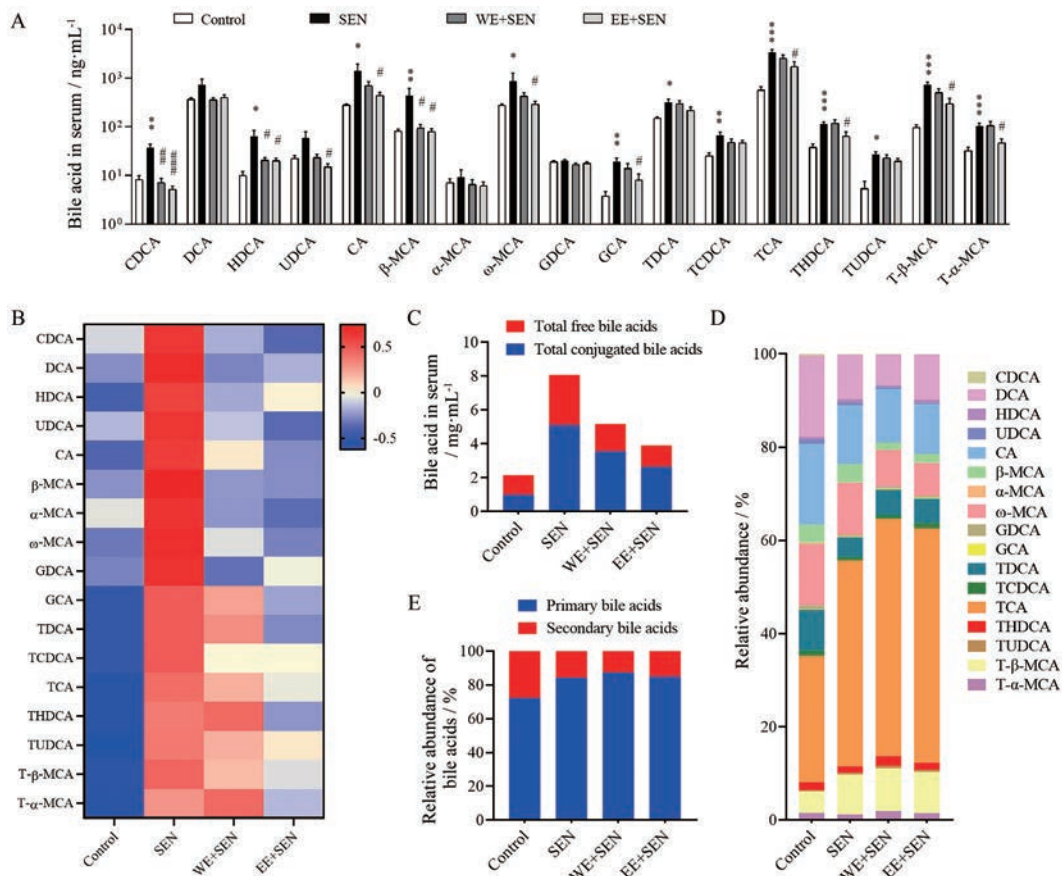 A
Control
SEN
WE+SEN
EE+SEN
Bile acid in serum / ng·mL⁻¹
10⁴
10³
10²
10¹
10⁰
**
##
###
*
#
#
#
*
#
**
#
#
*
#
**
#
*
**
***
#
***
#
*
***
#
***
#
CDCA
DCA
HDCA
UDCA
CA
β-MCA
α-MCA
ω-MCA
GDCA
GCA
TDCA
TCDCA
TCA
THDCA
TUDCA
T-β-MCA
T-α-MCA
B
CDCA
DCA
HDCA
UDCA
CA
β-MCA
α-MCA
ω-MCA
GDCA
GCA
TDCA
TCDCA
TCA
THDCA
TUDCA
T-β-MCA
T-α-MCA
Control
SEN
WE+SEN
EE+SEN
0.5
0
-0.5
C
Total free bile acids
Total conjugated bile acids
Bile acid in serum
/ mg·mL⁻¹
10
8
6
4
2
0
Control
SEN
WE+SEN
EE+SEN
D
Relative abundance / %
100
80
60
40
20
0
Control
SEN
WE+SEN
EE+SEN
CDCA
DCA
HDCA
UDCA
CA
β-MCA
α-MCA
ω-MCA
GDCA
GCA
TDCA
TCDCA
TCA
THDCA
TUDCA
T-β-MCA
T-α-MCA
E
Primary bile acids
Secondary bile acids
Relative abundance of
bile acids / %
100
80
60
40
20
0
Control
SEN
WE+SEN
EE+SEN